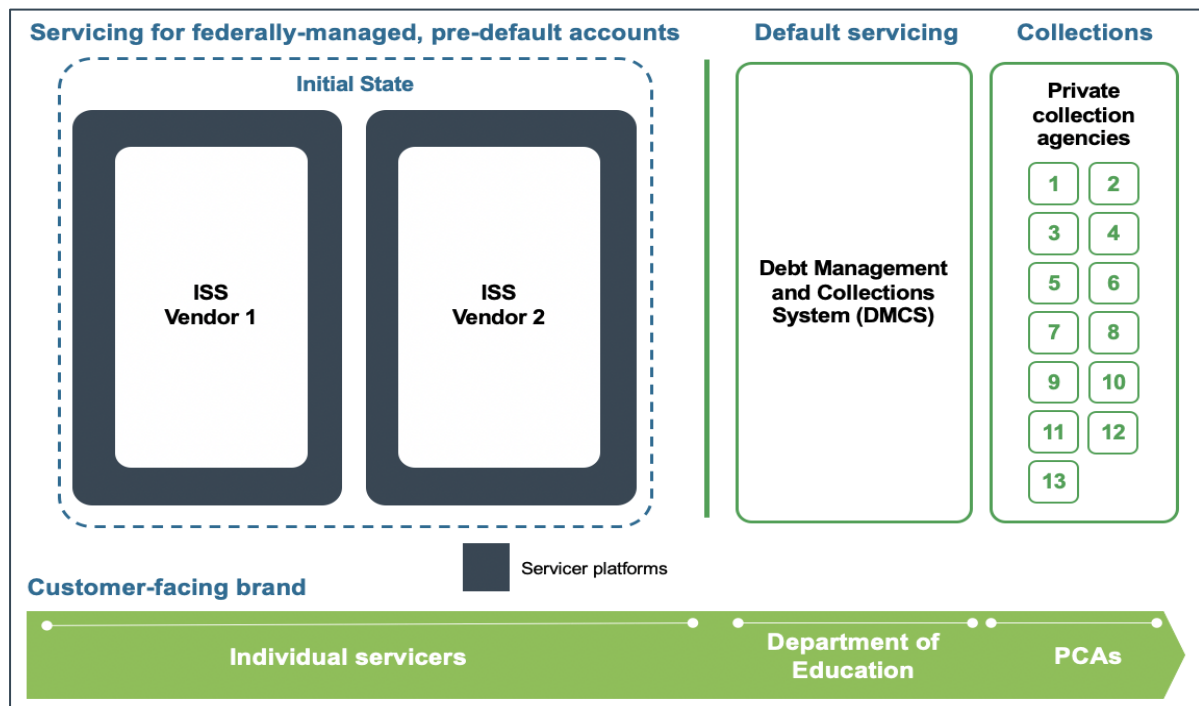 Servicing for federally-managed, pre-default accounts
Default servicing
Collections
Initial State
ISS
Vendor 1
ISS
Vendor 2
Debt Management
and Collections
System (DMCS)
Private
collection
agencies
1 2
3 4
5 6
7 8
9 10
11 12
13
Servicer platforms
Customer-facing brand
Individual servicers
Department of
Education
PCAs